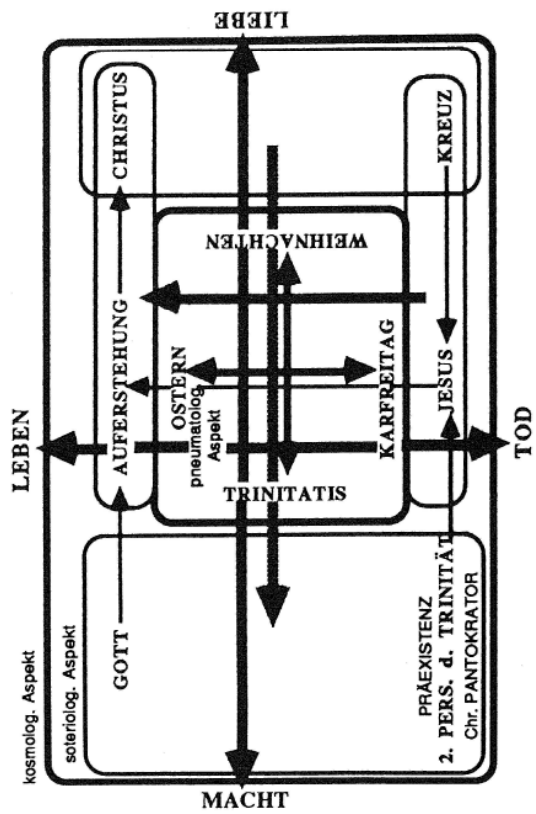 LIEBE
CHRISTUS
KREUZ
WEIHNACHTEN
LEBEN
AUFERSTEHUNG
OSTERN
pneumatolog.
Aspekt
KARFREITAG
JESUS
TOD
TRINITATIS
kosmolog. Aspekt
soteriolog. Aspekt
GOTT
PRÄEXISTENZ
2. PERS. d. TRINITÄT
Chr. PANTOKRATOR
MACHT